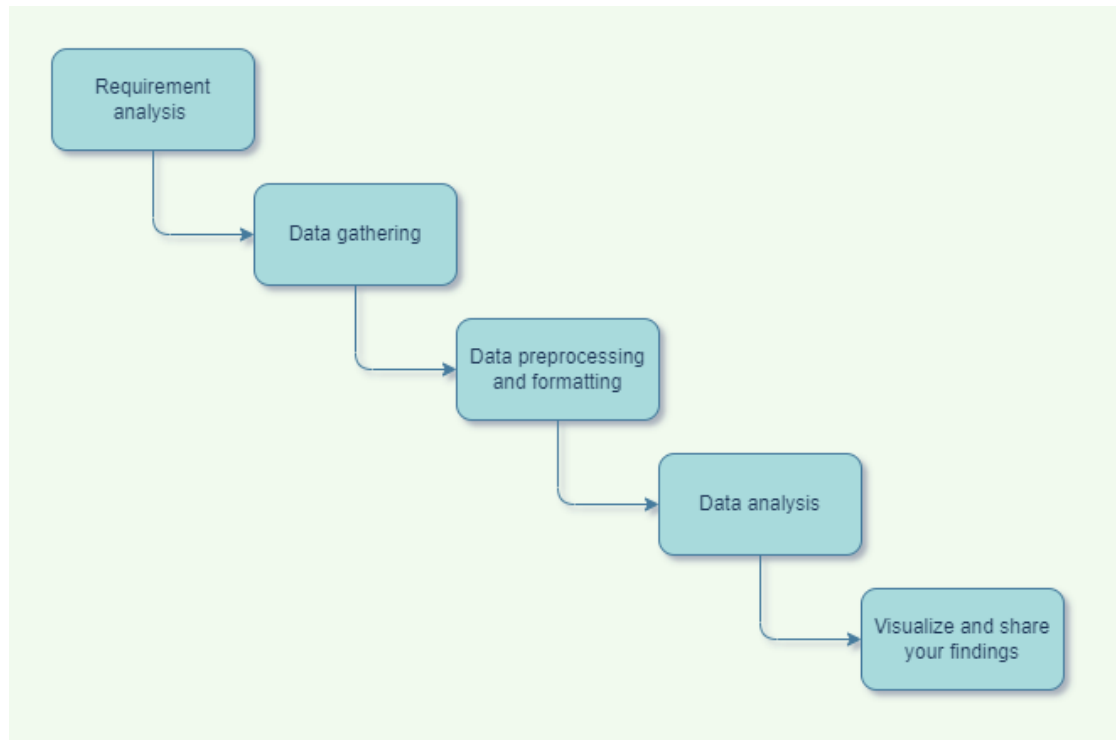 Requirement
analysis
Data gathering
Data preprocessing
and formatting
Data analysis
Visualize and share
your findings